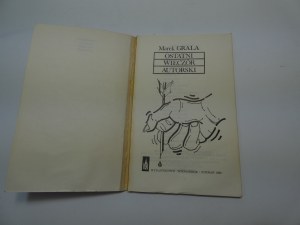 Marek GRALA
OSTATNI
WIECZÓR
AUTORSKI